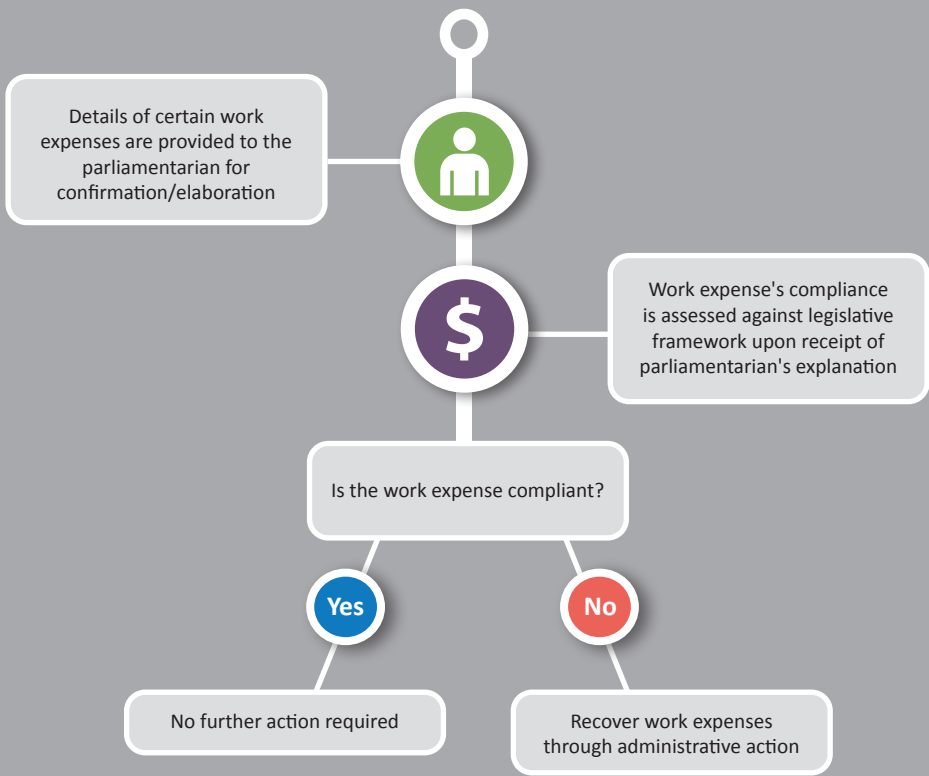 Details of certain work
expenses are provided to the
parliamentarian for
confirmation/elaboration
$
Work expense's compliance
is assessed against legislative
framework upon receipt of
parliamentarian's explanation
Is the work expense compliant?
Yes
No
No further action required
Recover work expenses
through administrative action